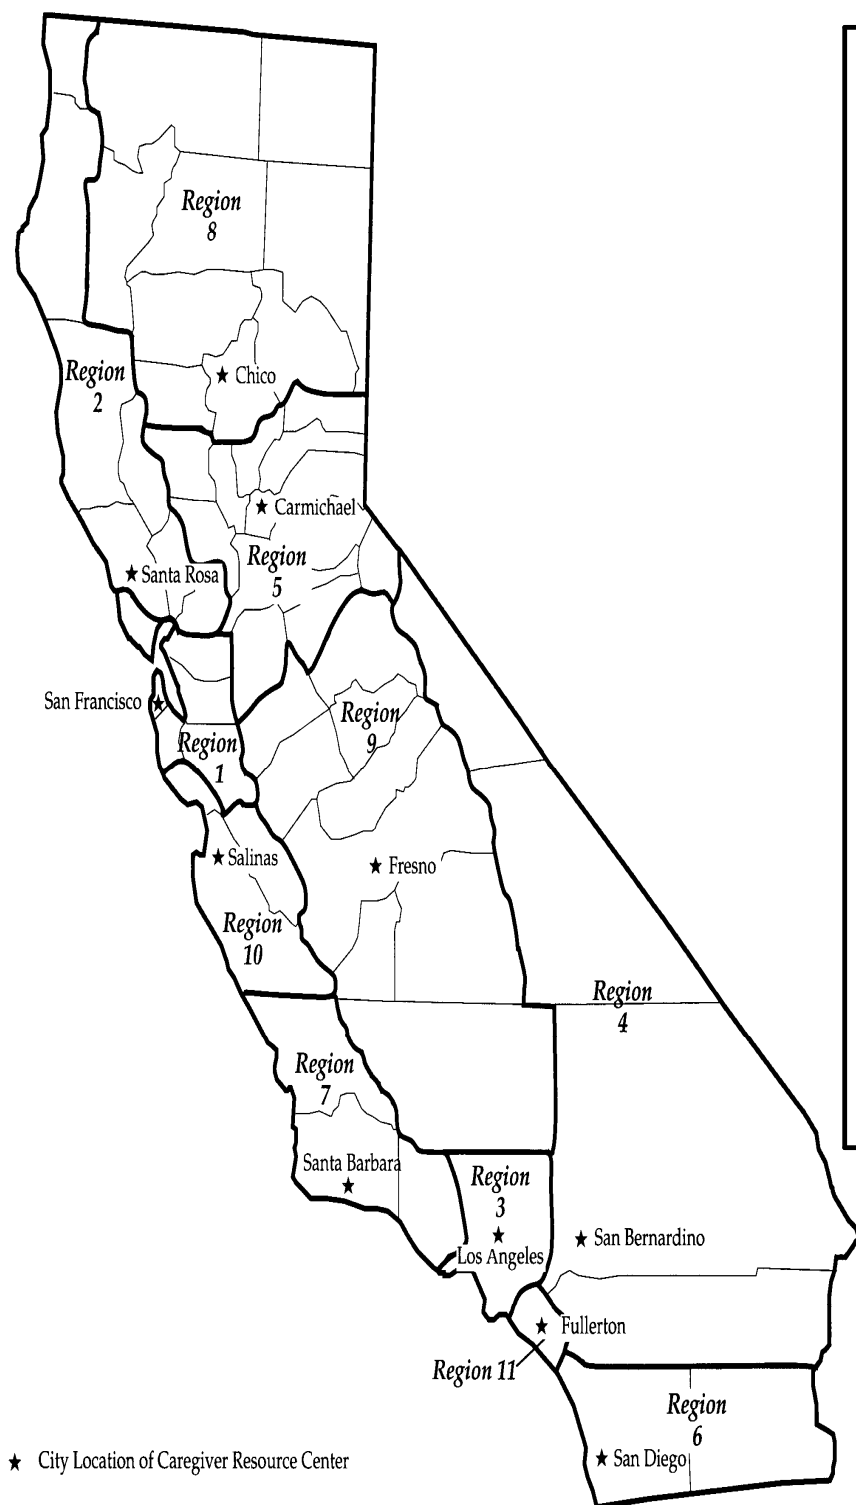 Region
8
Region
2
Chico
Carmichael
Region
5
Santa Rosa
San Francisco
Region
1
Region
9
Salinas
Fresno
Region
10
Region
4
Region
7
Santa Barbara
Region
3
Los Angeles
San Bernardino
Fullerton
Region 11
Region
6
San Diego
City Location of Caregiver Resource Center